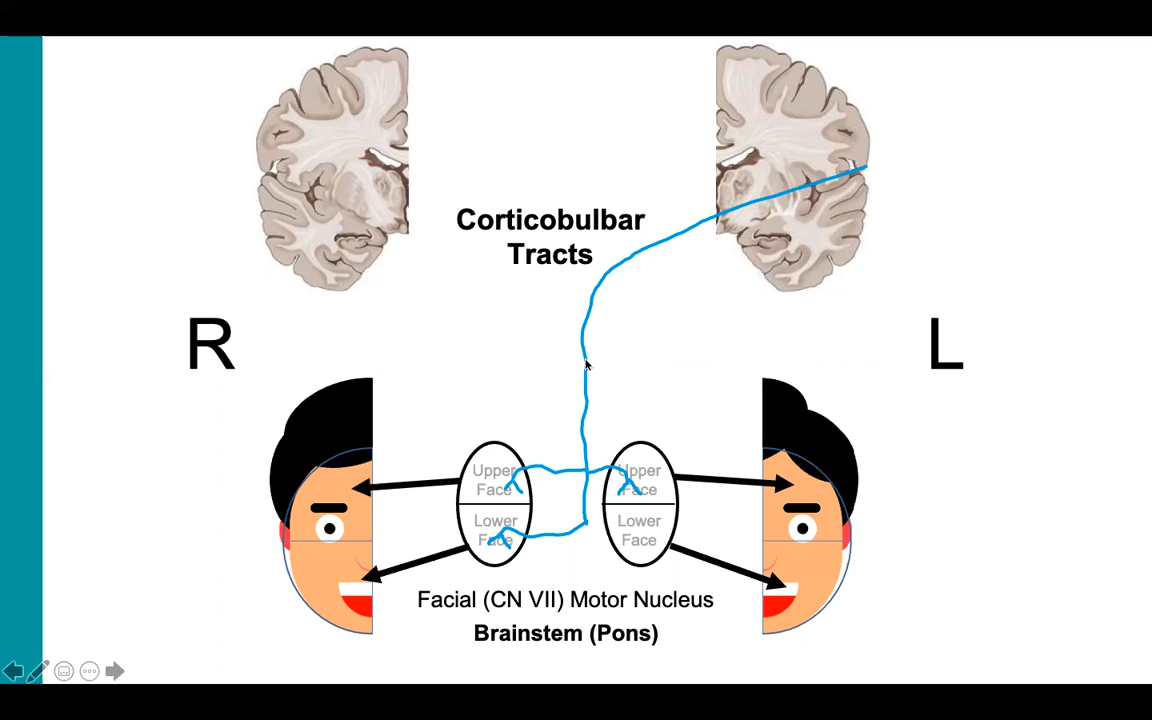 Corticobulbar
Tracts
R
L
Upper
Face
Lower
Face
Upper
Face
Lower
Face
Facial (CN VII) Motor Nucleus
Brainstem (Pons)